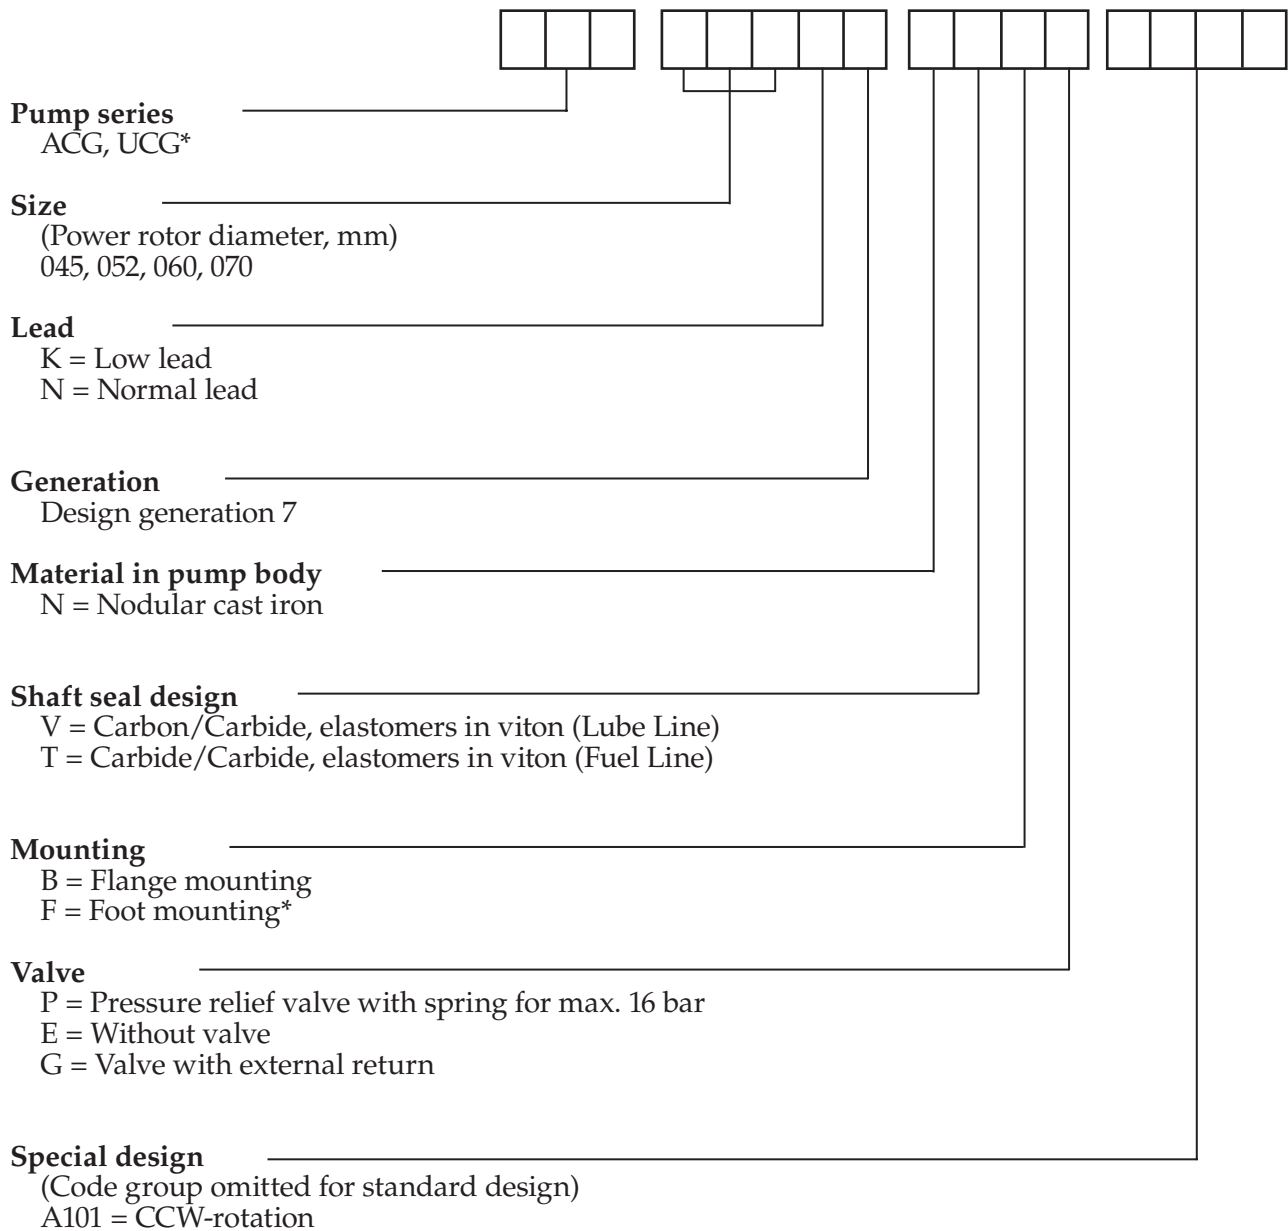 Pump series
ACG, UCG*
Size
(Power rotor diameter, mm)
045, 052, 060, 070
Lead
K = Low lead
N = Normal lead
Generation
Design generation 7
Material in pump body
N = Nodular cast iron
Shaft seal design
V = Carbon/Carbide, elastomers in viton (Lube Line)
T = Carbide/Carbide, elastomers in viton (Fuel Line)
Mounting
B = Flange mounting
F = Foot mounting*
Valve
P = Pressure relief valve with spring for max. 16 bar
E = Without valve
G = Valve with external return
Special design
(Code group omitted for standard design)
A101 = CCW-rotation